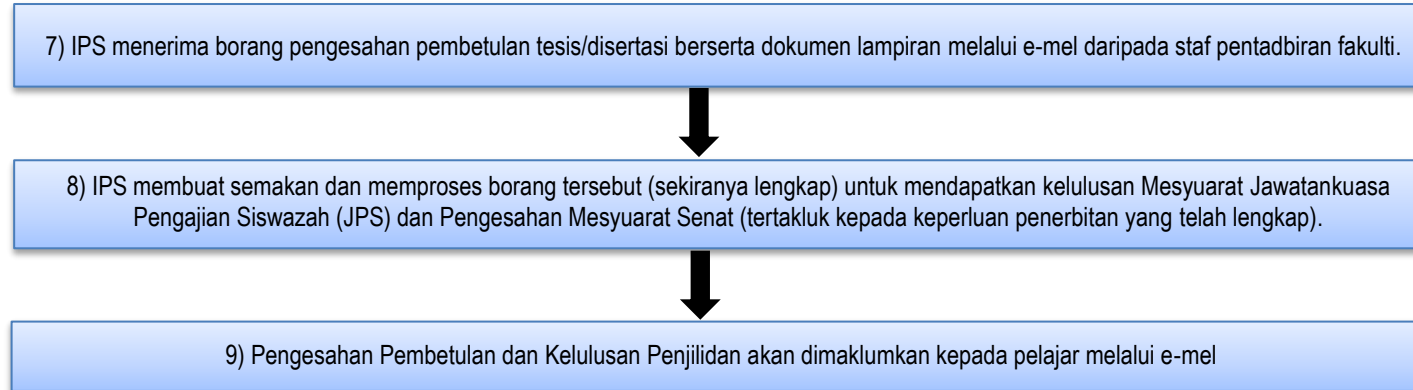 7) IPS menerima borang pengesahan pembetulan tesis/disertasi berserta dokumen lampiran melalui e-mel daripada staf pentadbiran fakulti.
8) IPS membuat semakan dan memproses borang tersebut (sekiranya lengkap) untuk mendapatkan kelulusan Mesyuarat Jawatankuasa
Pengajian Siswazah (JPS) dan Pengesahan Mesyuarat Senat (tertakluk kepada keperluan penerbitan yang telah lengkap).
9) Pengesahan Pembetulan dan Kelulusan Penjilidan akan dimaklumkan kepada pelajar melalui e-mel